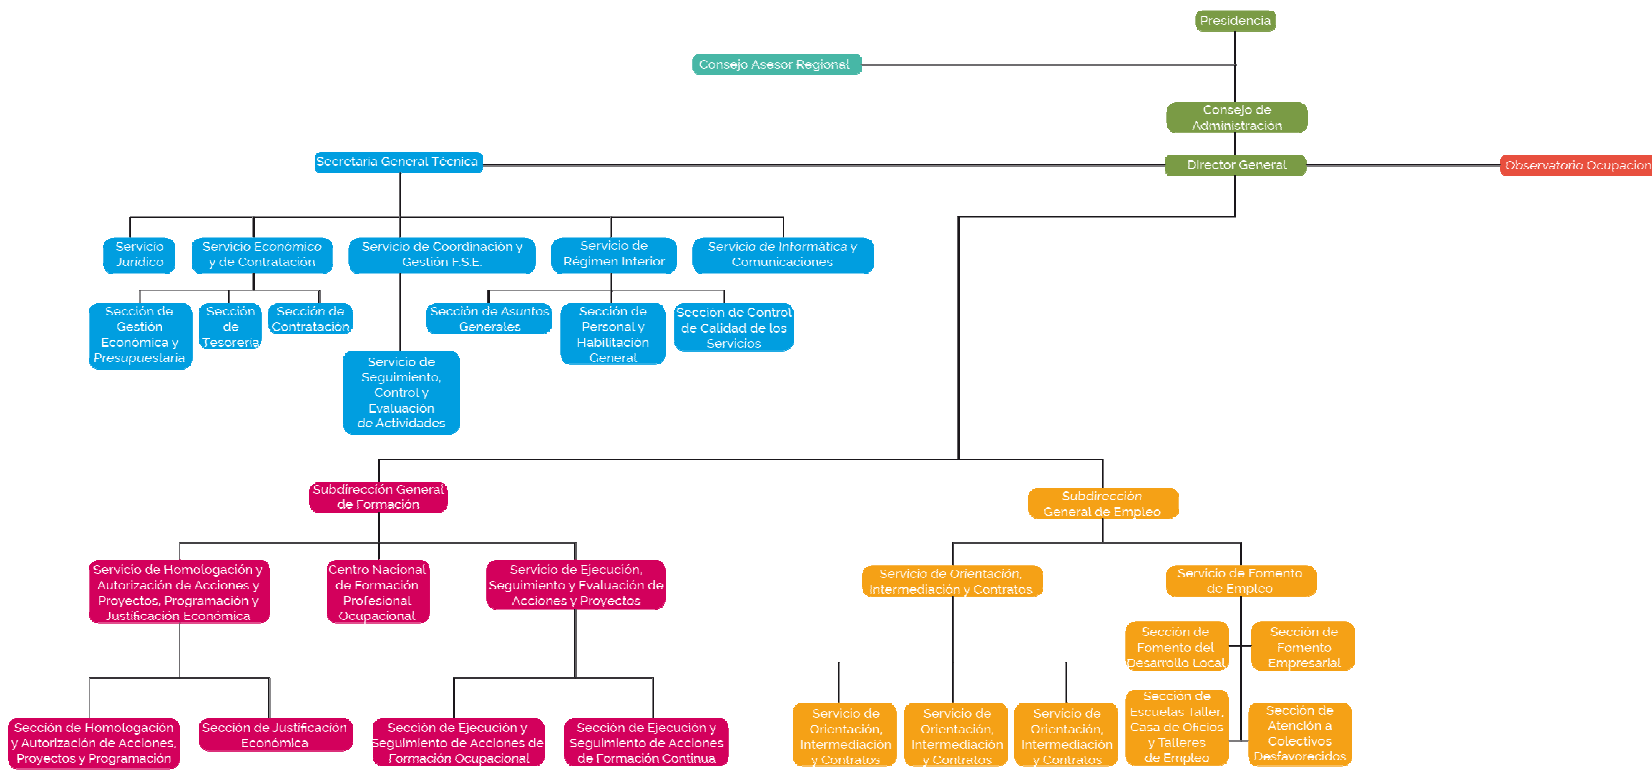 Presidencia
Consejo Asesor Regional
Consejo de
Administración
Secretaría General Técnica
Director General
Observatorio Ocupacion
Servicio
Jurídico
Servicio Económico
y de Contratación
Servicio de Coordinación y
Gestión F.S.E.
Servicio de
Régimen Interior
Servicio de Informática y
Comunicaciones
Sección de
Gestión
Económica y
Presupuestaria
Sección
de
Tesorería
Sección de
Contratación
Sección de Asuntos
Generales
Sección de
Personal y
Habilitación
General
Sección de Control
de Calidad de los
Servicios
Servicio de
Seguimiento,
Control y
Evaluación
de Actividades
Subdirección General
de Formación
Subdirección
General de Empleo
Servicio de Homologación y
Autorización de Acciones y
Proyectos, Programación y
Justificación Económica
Centro Nacional
de Formación
Profesional
Ocupacional
Servicio de Ejecución,
Seguimiento y Evaluación de
Acciones y Proyectos
Servicio de Orientación,
Intermediación y Contratos
Servicio de Fomento
de Empleo
Sección de
Fomento del
Desarrollo Local
Sección de
Fomento
Empresarial
Sección de Homologación
y Autorización de Acciones,
Proyectos y Programación
Sección de Justificación
Económica
Sección de Ejecución y
Seguimiento de Acciones de
Formación Ocupacional
Sección de Ejecución y
Seguimiento de Acciones
de Formación Continua
Servicio de
Orientación,
Intermediación
y Contratos
Servicio de
Orientación,
Intermediación
y Contratos
Servicio de
Orientación,
Intermediación
y Contratos
Sección de
Escuelas Taller,
Casa de Oficios
y Talleres
de Empleo
Sección de
Atención a
Colectivos
Desfavorecidos